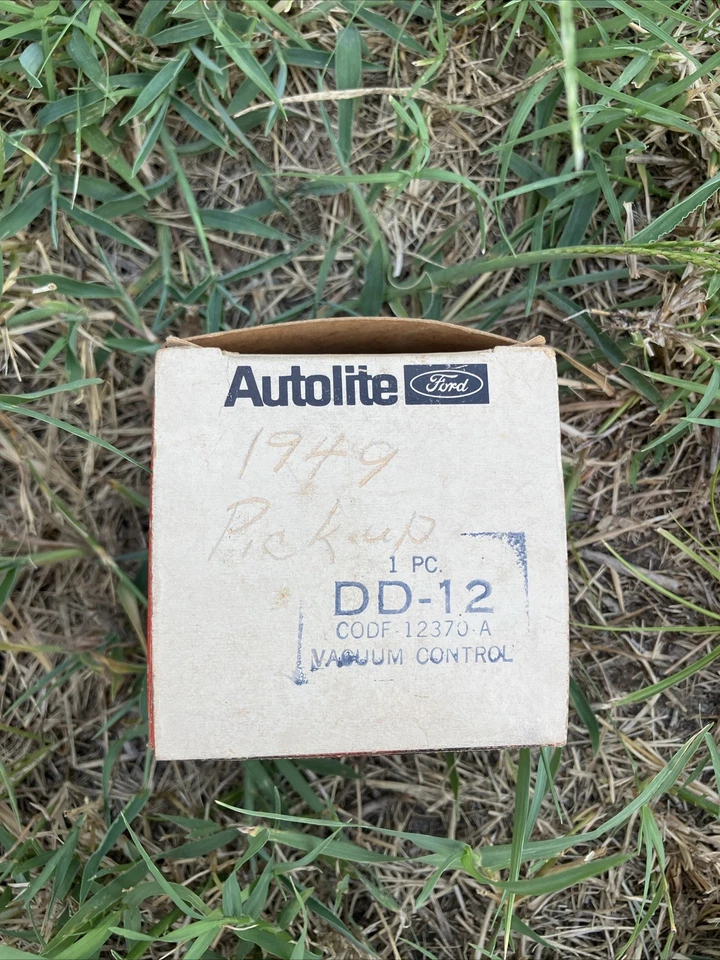 Autolite Ford
1949
Pickup
1 PC.
DD-12
CODF-12370-A
VACUUM CONTROL